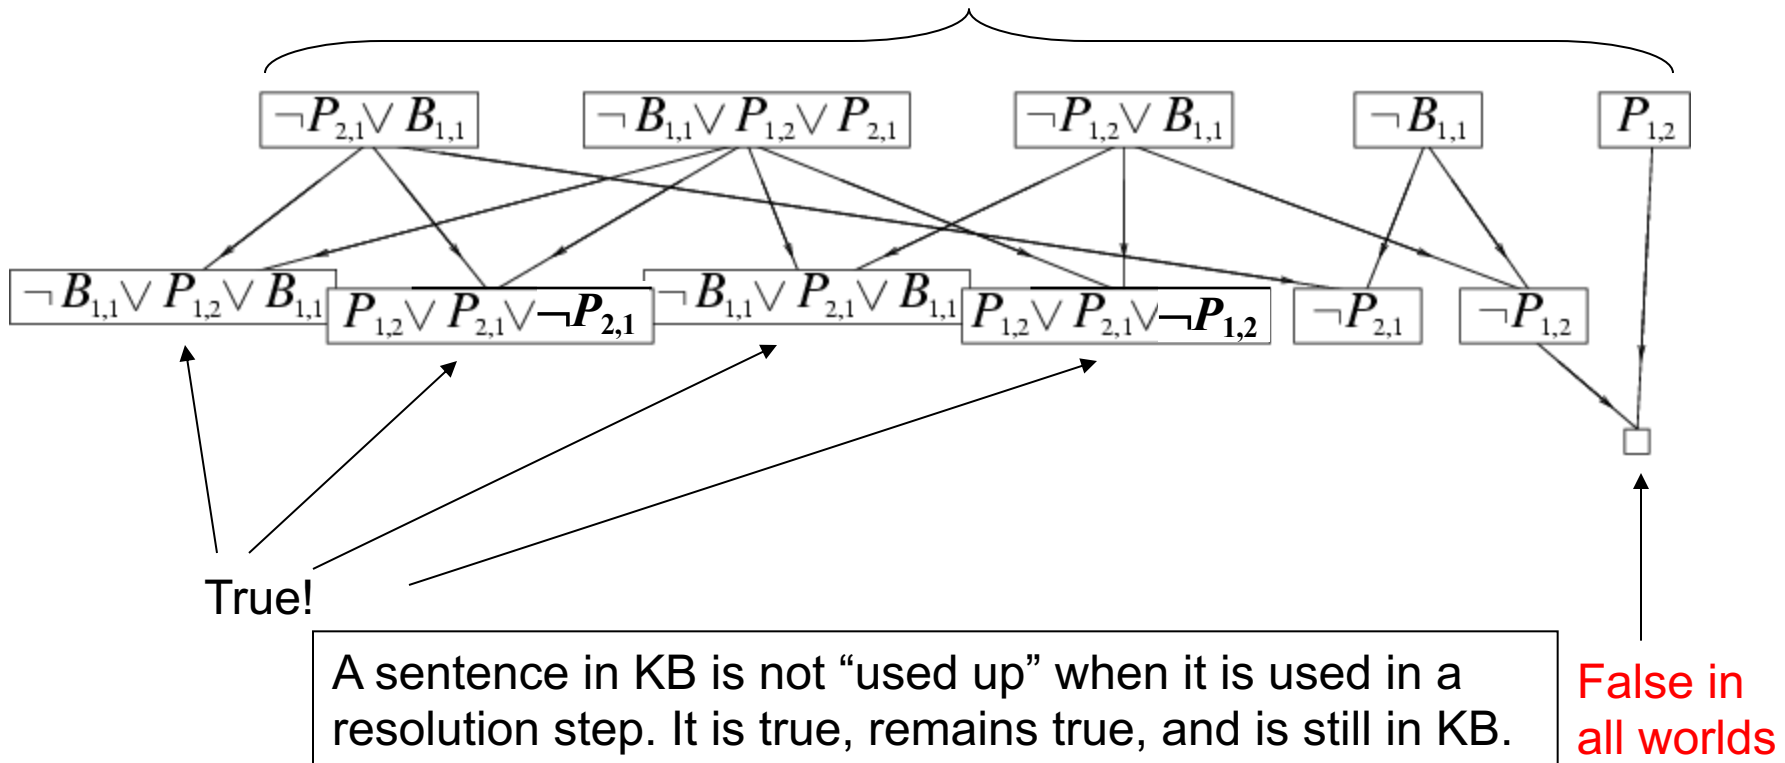 ¬P2,1∨ B1,1
¬ B1,1∨ P1,2∨ P2,1
¬P1,2∨ B1,1
¬ B1,1
P1,2
¬ B1,1∨ P1,2∨ B1,1
P1,2∨ P2,1∨¬P2,1
¬ B1,1∨ P2,1∨ B1,1
P1,2∨ P2,1∨¬P1,2
¬P2,1
¬P1,2
True!
A sentence in KB is not “used up” when it is used in a
resolution step. It is true, remains true, and is still in KB.
False in
all worlds